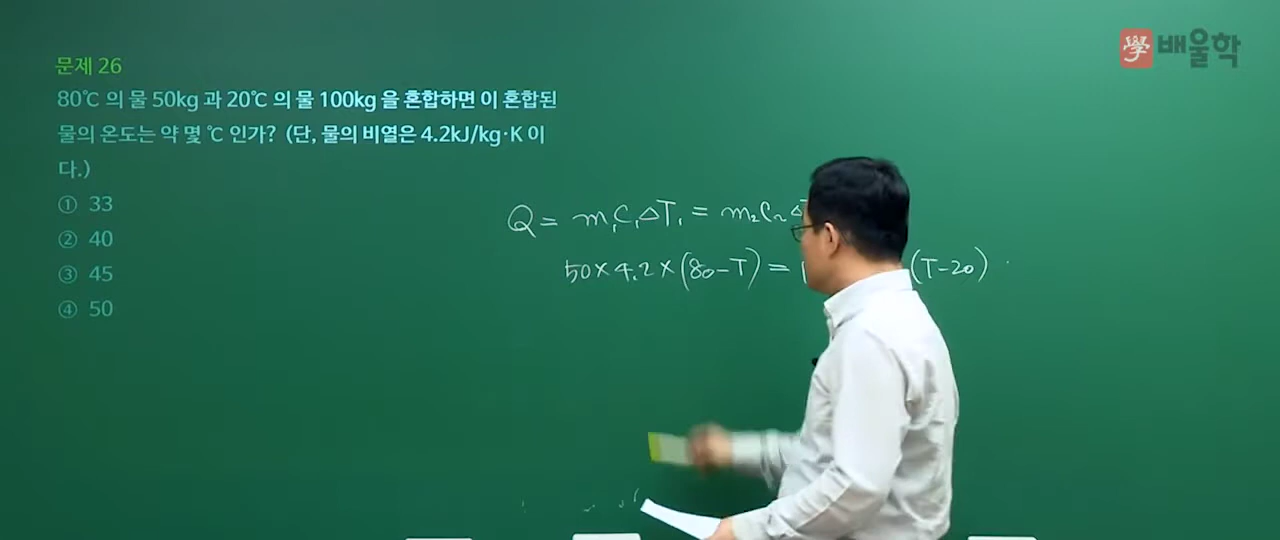 學 배울학
문제 26
80℃ 의 물 50kg 과 20℃ 의 물 100kg 을 혼합하면 이 혼합된
물의 온도는 약 몇 ℃ 인가? (단, 물의 비열은 4.2kJ/kg·K 이
다.)
① 33
② 40
③ 45
④ 50
Q = m₁C₁ΔT₁ = m₂C₂Δ
50×4.2×(80-T) = (T-20)